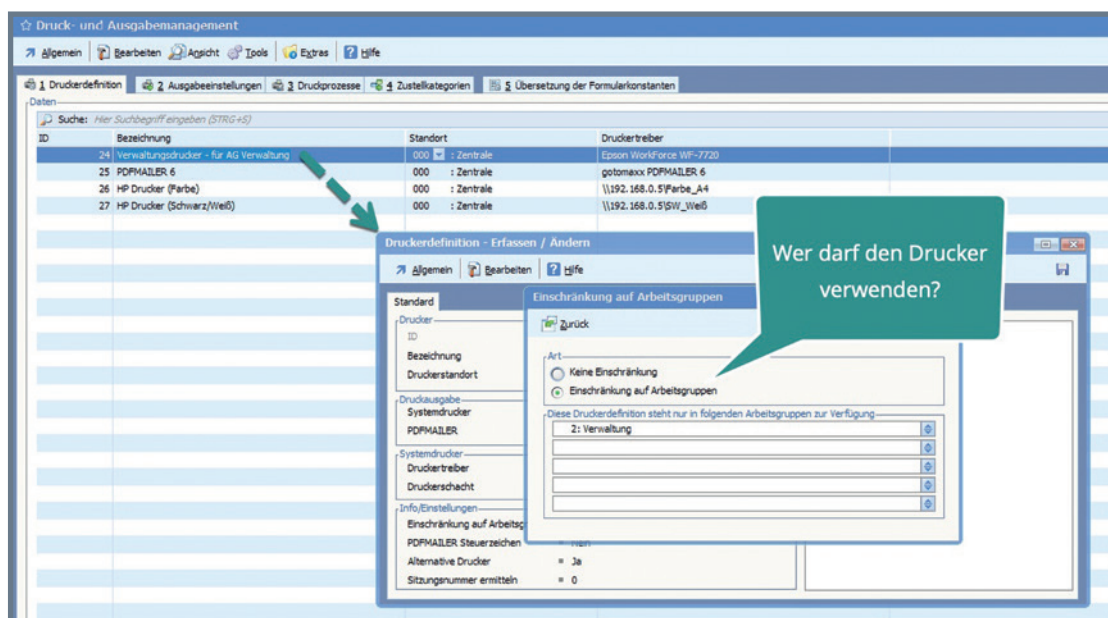 Druck- und Ausgabemanagement
Allgemein Bearbeiten Ansicht Tools Extras Hilfe
1 Druckerdefinition 2 Ausgabeeinstellungen 3 Druckprozesse 4 Zustellkategorien 5 Übersetzung der Formularkonstanten
Daten
Suche: Hier Suchbegriff eingeben (STRG+S)
ID Bezeichnung Standort Druckertreiber
24 Verwaltungsdrucker - für AG Verwaltung 000 : Zentrale Epson WorkForce WF-7720
25 PDFMAILER 6 000 : Zentrale gotomaxx PDFMAILER 6
26 HP Drucker (Farbe) 000 : Zentrale \\192.168.0.5\Farbe_A4
27 HP Drucker (Schwarz/Weiß) 000 : Zentrale \\192.168.0.5\SW_Weiß
Wer darf den Drucker
verwenden?
Druckerdefinition - Erfassen / Ändern
Allgemein Bearbeiten Hilfe
Standard
Drucker
ID
Bezeichnung
Druckerstandort
Druckausgabe
Systemdrucker
PDFMAILER
Systemdrucker
Druckertreiber
Druckerschacht
Info/Einstellungen
Einschränkung auf Arbeitsg
PDFMAILER Steuerzeichen
Alternative Drucker = Ja
Sitzungsnummer ermitteln = 0
Einschränkung auf Arbeitsgruppen
Zurück
Art
Keine Einschränkung
Einschränkung auf Arbeitsgruppen
Diese Druckerdefinition steht nur in folgenden Arbeitsgruppen zur Verfügung
2: Verwaltung